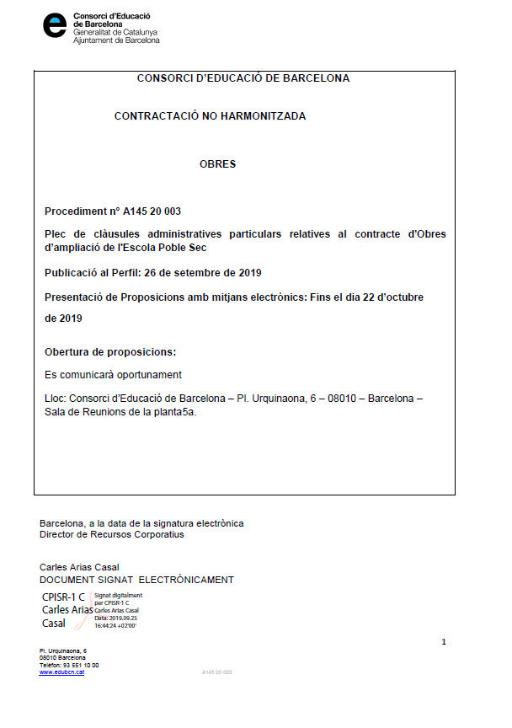 Consorci d'Educació
de Barcelona
Generalitat de Catalunya
Ajuntament de Barcelona
CONSORCI D'EDUCACIÓ DE BARCELONA
CONTRACTACIÓ NO HARMONITZADA
OBRES
Procediment nº A145 20 003
Plec de clàusules administratives particulars relatives al contracte d'Obres
d'ampliació de l'Escola Poble Sec
Publicació al Perfil: 26 de setembre de 2019
Presentació de Proposicions amb mitjans electrònics: Fins el dia 22 d'octubre
de 2019
Obertura de proposicions:
Es comunicarà oportunament
Lloc: Consorci d'Educació de Barcelona – Pl. Urquinaona, 6 – 08010 – Barcelona –
Sala de Reunions de la planta5a.
Barcelona, a la data de la signatura electrònica
Director de Recursos Corporatius
Carles Arias Casal
DOCUMENT SIGNAT ELECTRÒNICAMENT
CPISR-1 C
Carles Arias
Casal
Signat digitalment
per CPISR-1 C
Carles Arias Casal
Data: 2019.09.25
16:44:24 +02'00'
1
Pl. Urquinaona, 6
08010 Barcelona
Telèfon: 93 551 10 00
www.edubcn.cat
A145 20 003